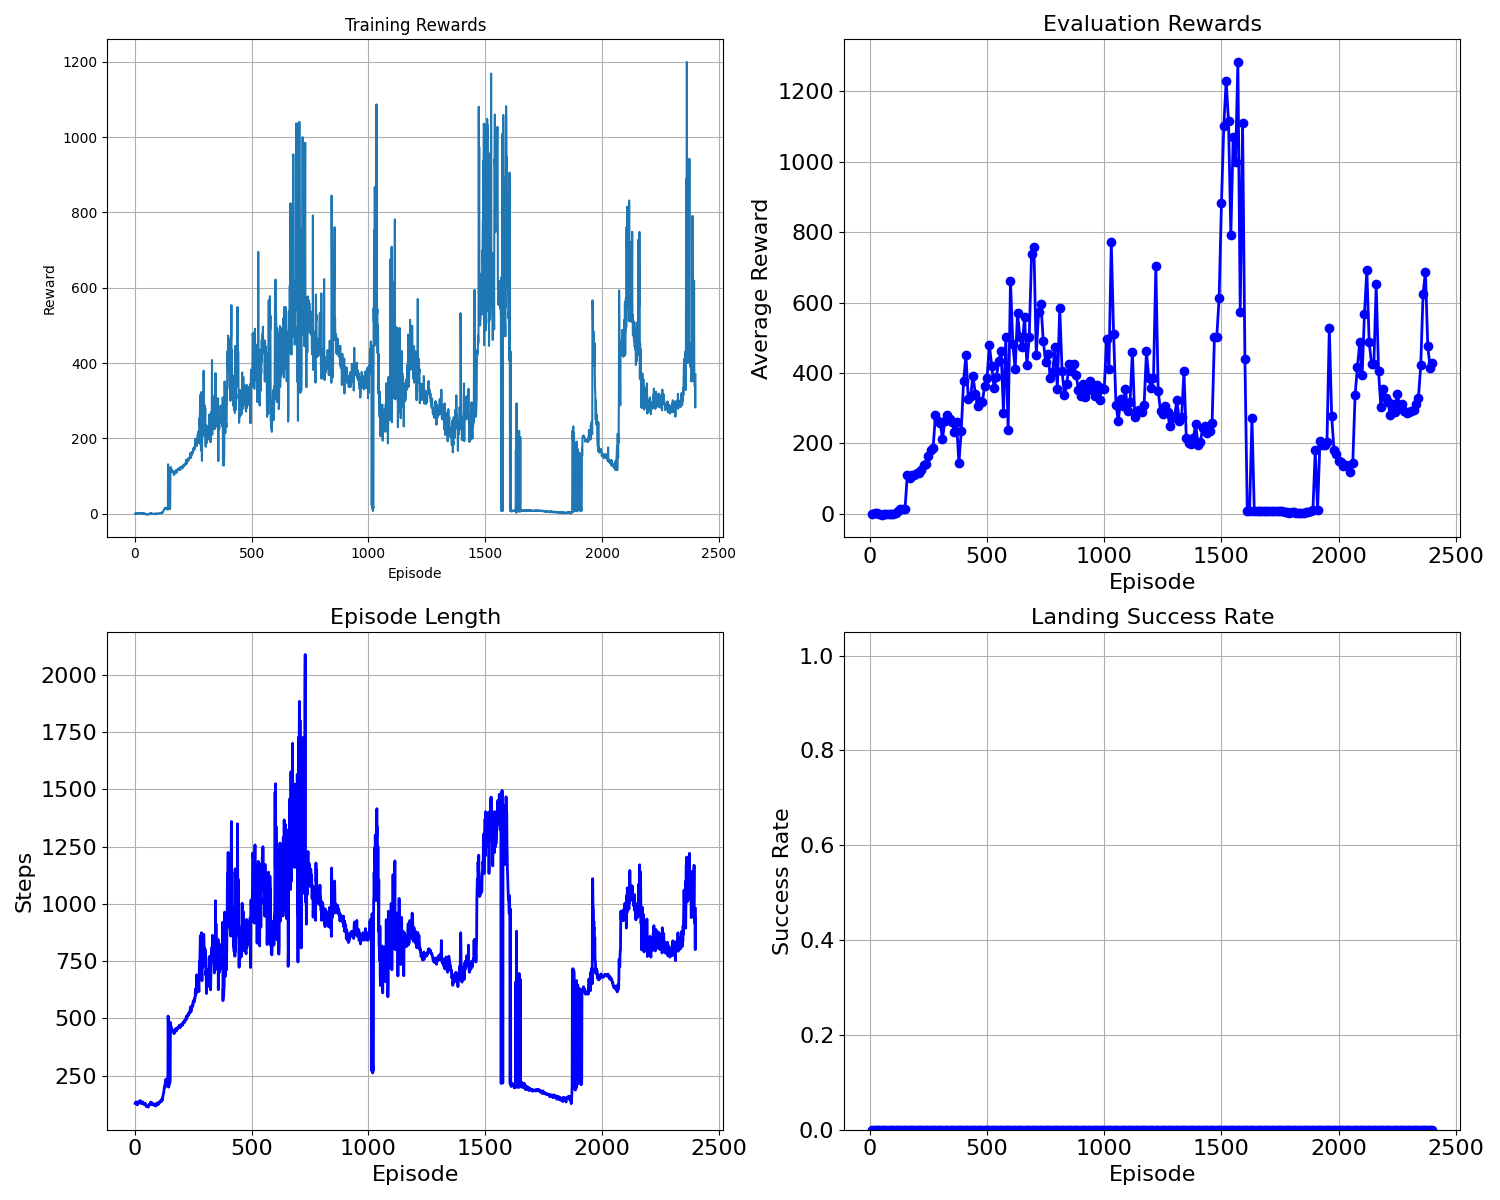 Training Rewards
Reward
1200
1000
800
600
400
200
0
0 500 1000 1500 2000 2500
Episode
Evaluation Rewards
Average Reward
1200
1000
800
600
400
200
0
0 500 1000 1500 2000 2500
Episode
Episode Length
Steps
2000
1750
1500
1250
1000
750
500
250
0 500 1000 1500 2000 2500
Episode
Landing Success Rate
Success Rate
1.0
0.8
0.6
0.4
0.2
0.0
0 500 1000 1500 2000 2500
Episode